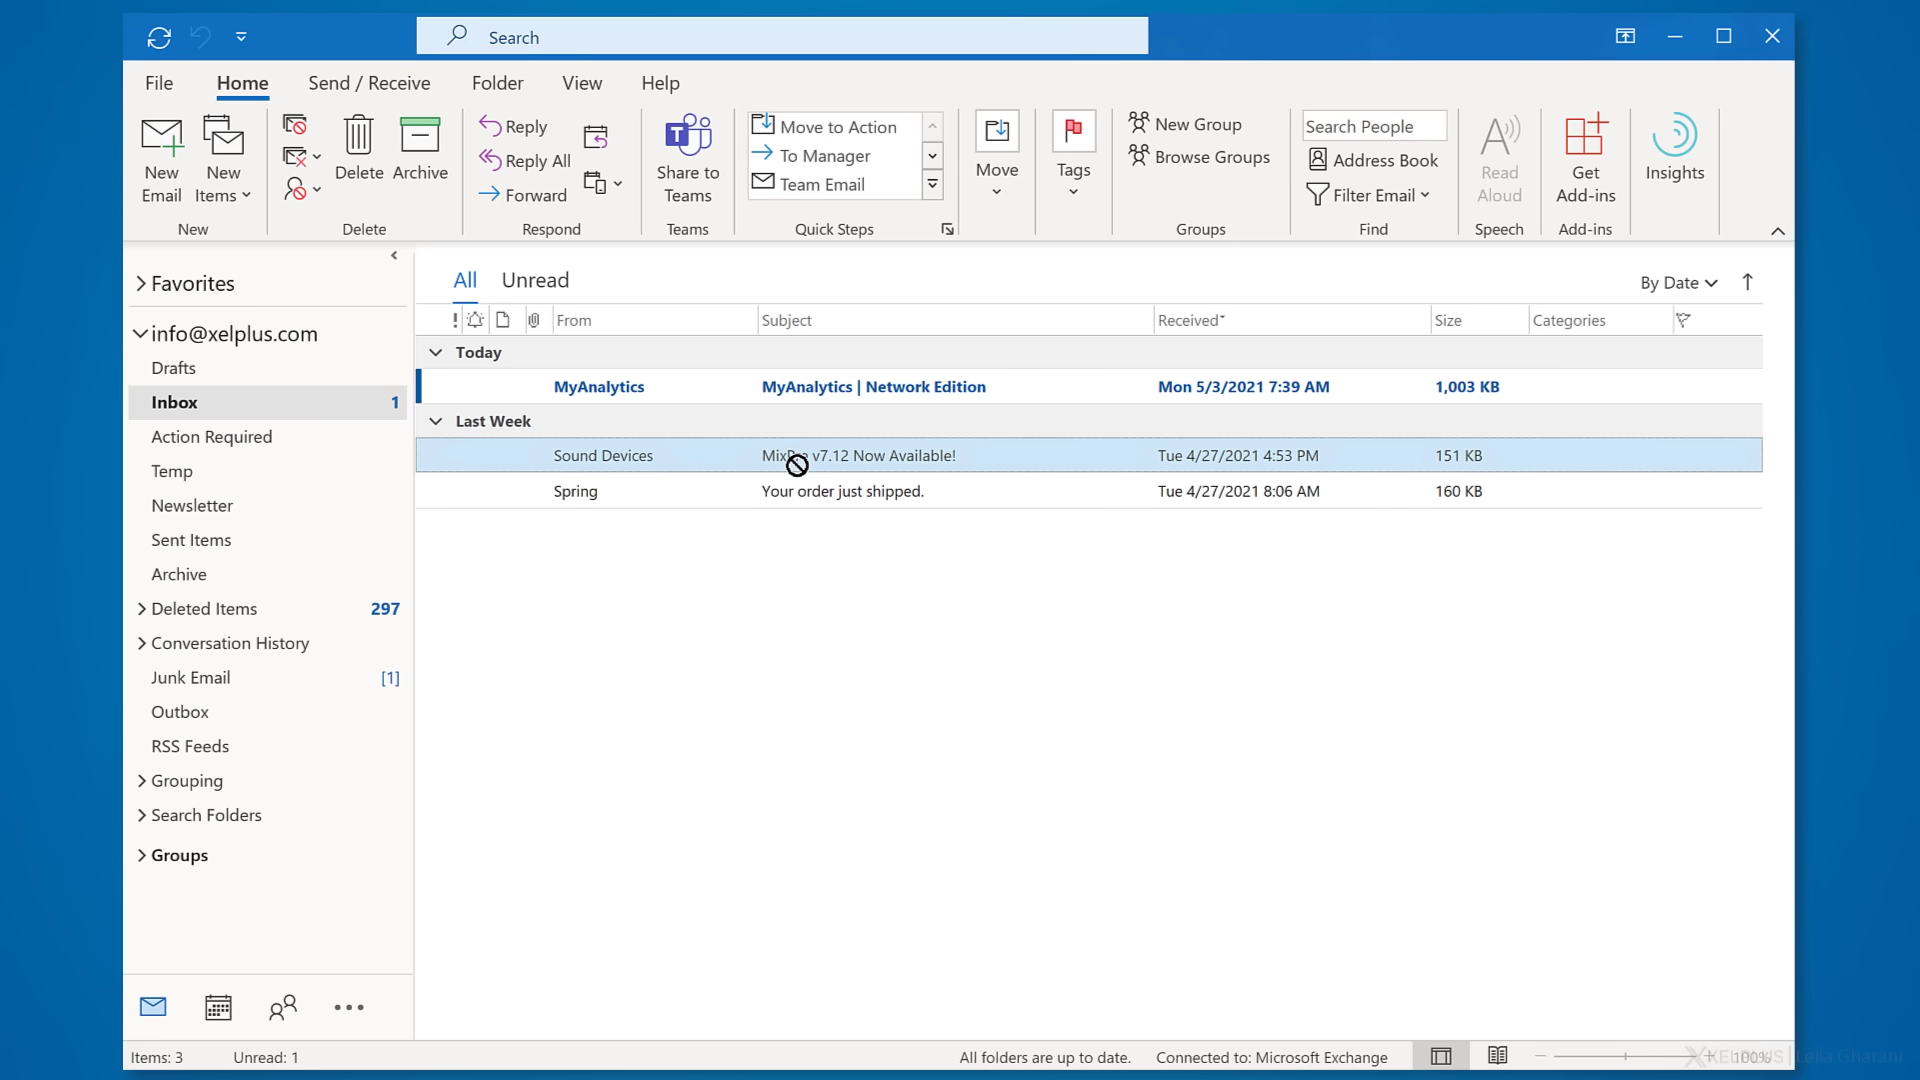 Search
File Home Send / Receive Folder View Help
New Email
New Items
Delete
Archive
Reply
Reply All
Forward
Share to Teams
Move to Action
To Manager
Team Email
Move
Tags
New Group
Browse Groups
Search People
Address Book
Filter Email
Read Aloud
Get Add-ins
Insights
New Delete Respond Teams Quick Steps Groups Find Speech Add-ins
Favorites
info@xelplus.com
Drafts
Inbox 1
Action Required
Temp
Newsletter
Sent Items
Archive
Deleted Items 297
Conversation History
Junk Email [1]
Outbox
RSS Feeds
Grouping
Search Folders
Groups
All Unread By Date
! From Subject Received Size Categories
Today
MyAnalytics MyAnalytics | Network Edition Mon 5/3/2021 7:39 AM 1,003 KB
Last Week
Sound Devices v7.12 Now Available! Tue 4/27/2021 4:53 PM 151 KB
Spring Your order just shipped. Tue 4/27/2021 8:06 AM 160 KB
Items: 3 Unread: 1 All folders are up to date. Connected to: Microsoft Exchange 100%
XELPLUS | Leila Gharani